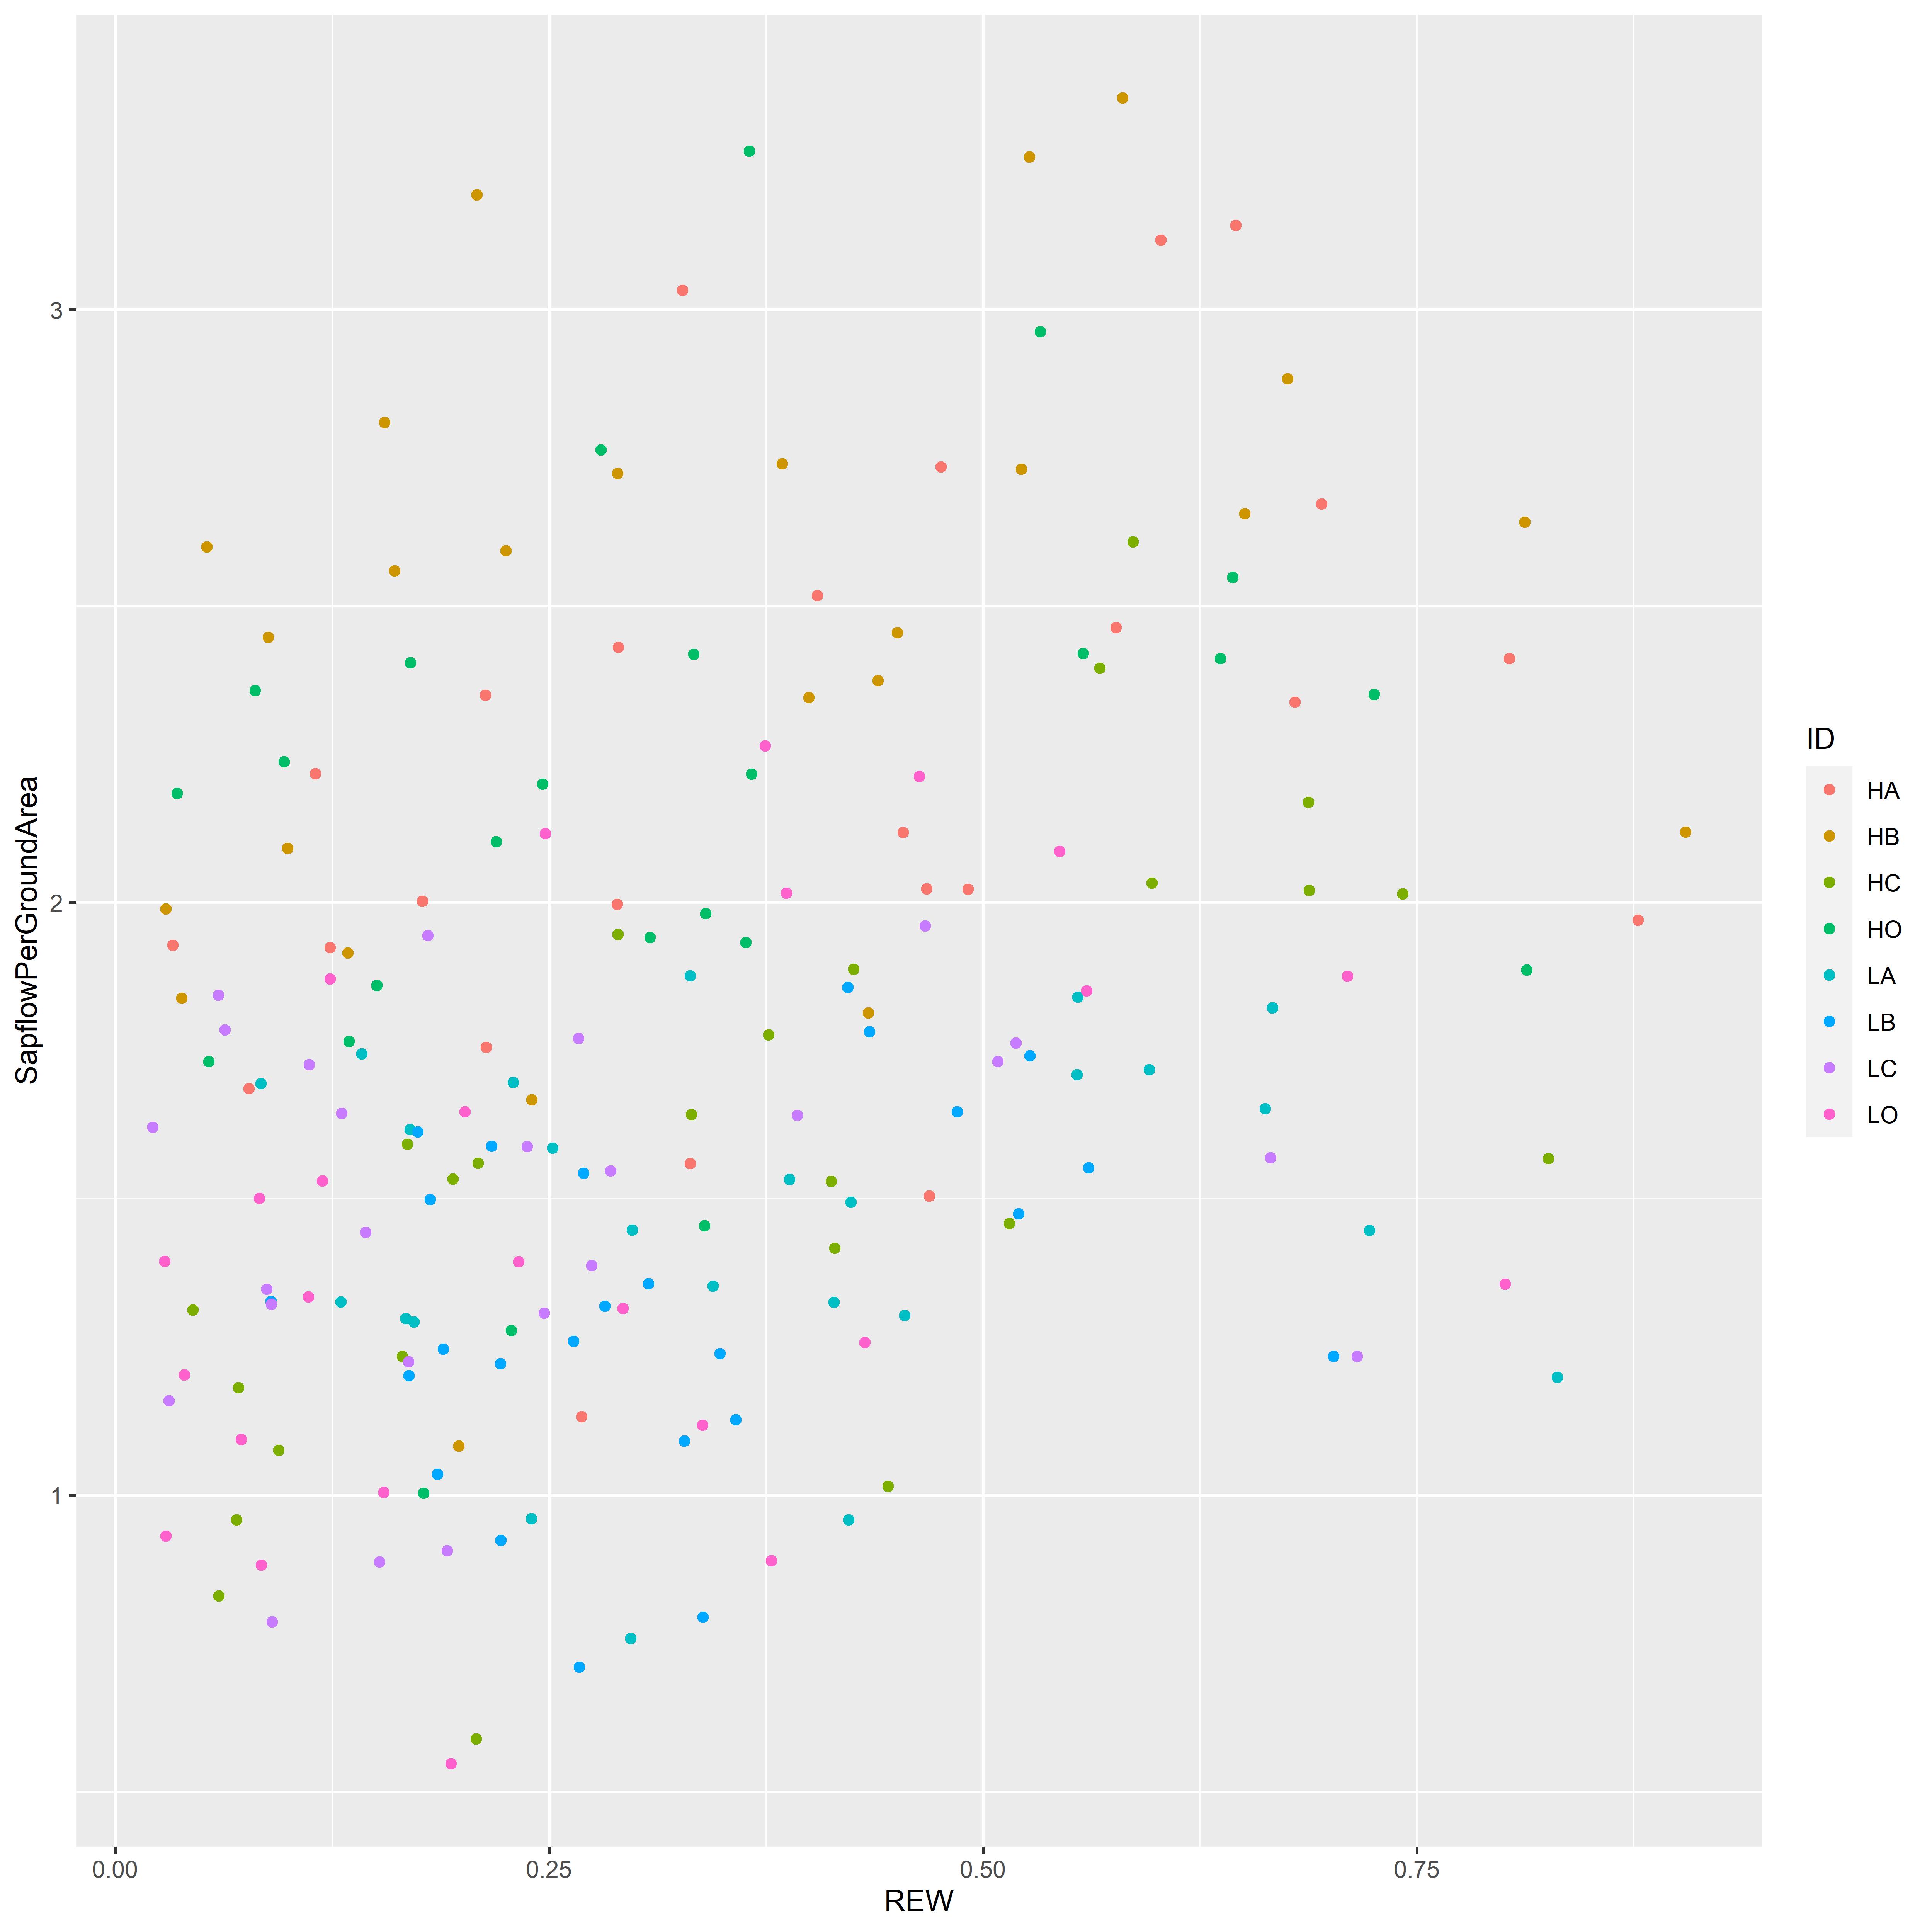 SapflowPerGroundArea
3
2
1
0.00
0.25
0.50
0.75
REW
ID
HA
HB
HC
HO
LA
LB
LC
LO